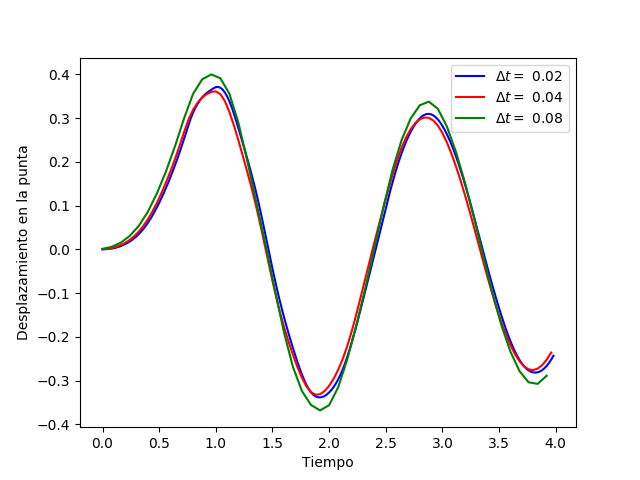 0.4
0.3
0.2
0.1
0.0
−0.1
−0.2
−0.3
−0.4
Desplazamiento en la punta
Δt = 0.02
Δt = 0.04
Δt = 0.08
0.0 0.5 1.0 1.5 2.0 2.5 3.0 3.5 4.0
Tiempo